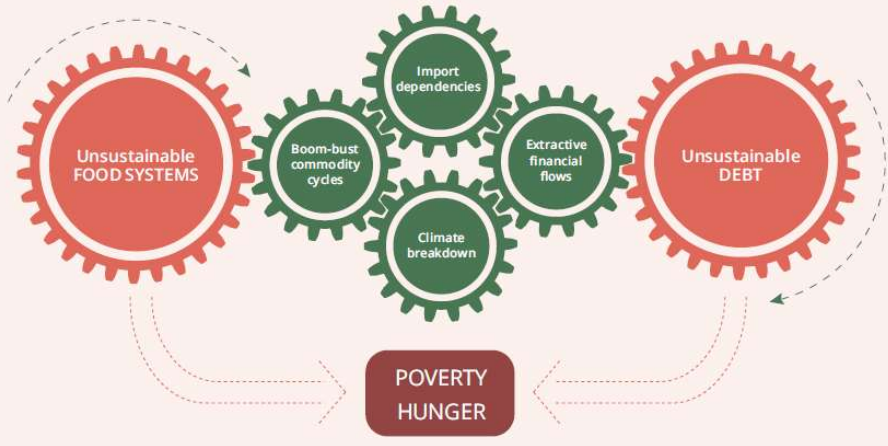 Unsustainable
FOOD SYSTEMS
Boom-bust
commodity
cycles
Import
dependencies
Climate
breakdown
Extractive
financial
flows
Unsustainable
DEBT
POVERTY
HUNGER